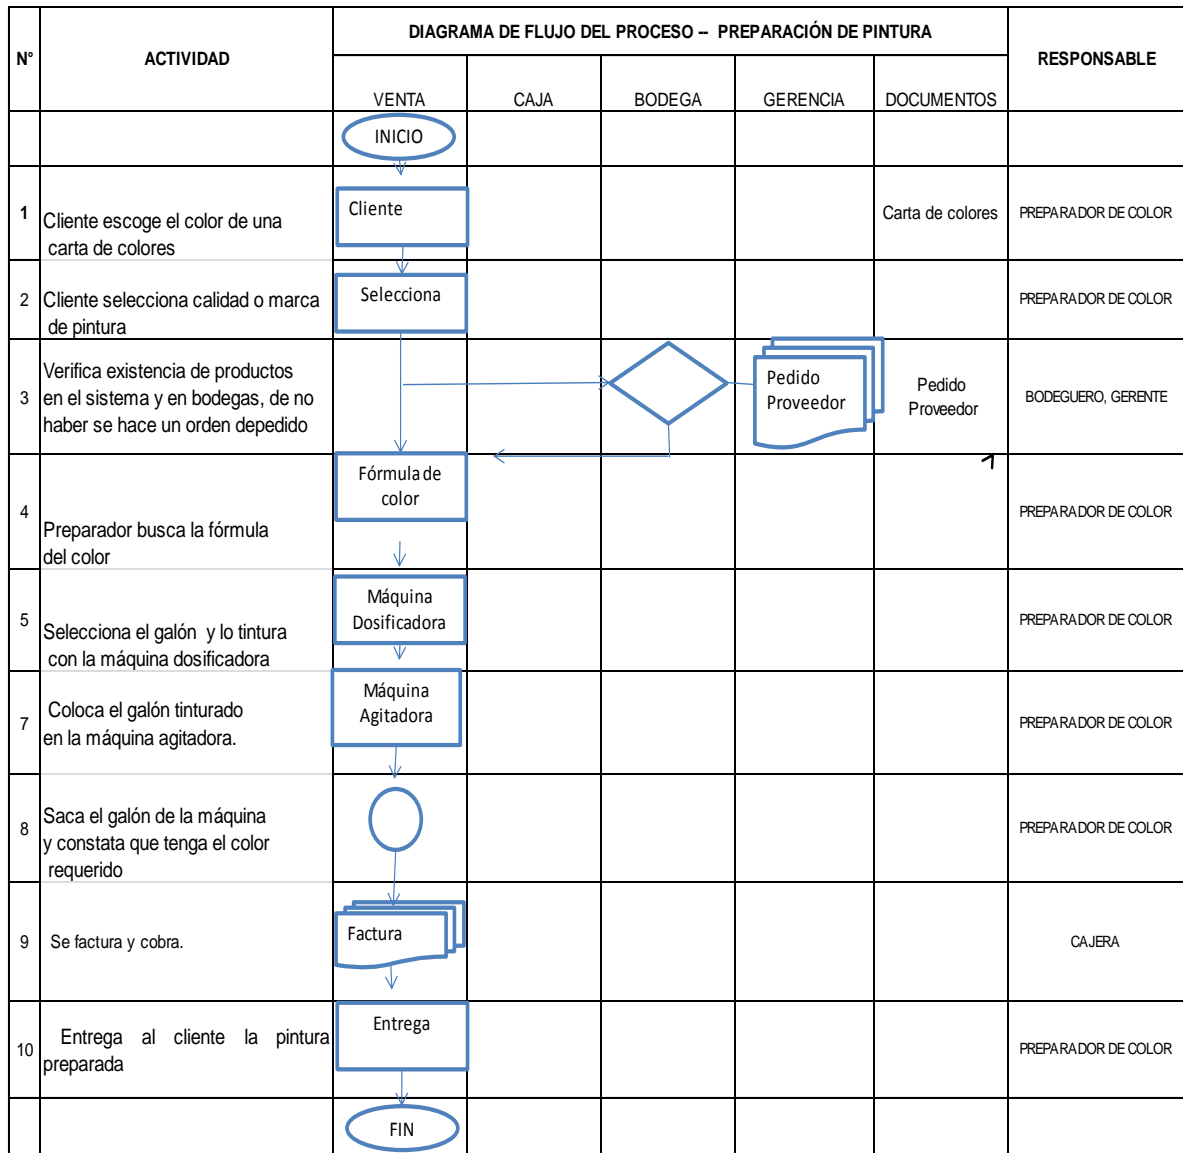 DIAGRAMA DE FLUJO DEL PROCESO -- PREPARACIÓN DE PINTURA
N° ACTIVIDAD RESPONSABLE
VENTA CAJA BODEGA GERENCIA DOCUMENTOS
INICIO
1
Cliente escoge el color de una
carta de colores
Cliente
Carta de colores
PREPARADOR DE COLOR
2
Cliente selecciona calidad o marca
de pintura
Selecciona
PREPARADOR DE COLOR
3
Verifica existencia de productos
en el sistema y en bodegas, de no
haber se hace un orden depedido
Pedido
Proveedor
Pedido
Proveedor
BODEGUERO, GERENTE
4
Preparador busca la fórmula
del color
Fórmula de
color
PREPARADOR DE COLOR
5
Selecciona el galón y lo tintura
con la máquina dosificadora
Máquina
Dosificadora
PREPARADOR DE COLOR
7
Coloca el galón tinturado
en la máquina agitadora.
Máquina
Agitadora
PREPARADOR DE COLOR
8
Saca el galón de la máquina
y constata que tenga el color
requerido
PREPARADOR DE COLOR
9
Se factura y cobra.
Factura
CAJERA
10
Entrega al cliente la pintura
preparada
Entrega
PREPARADOR DE COLOR
FIN